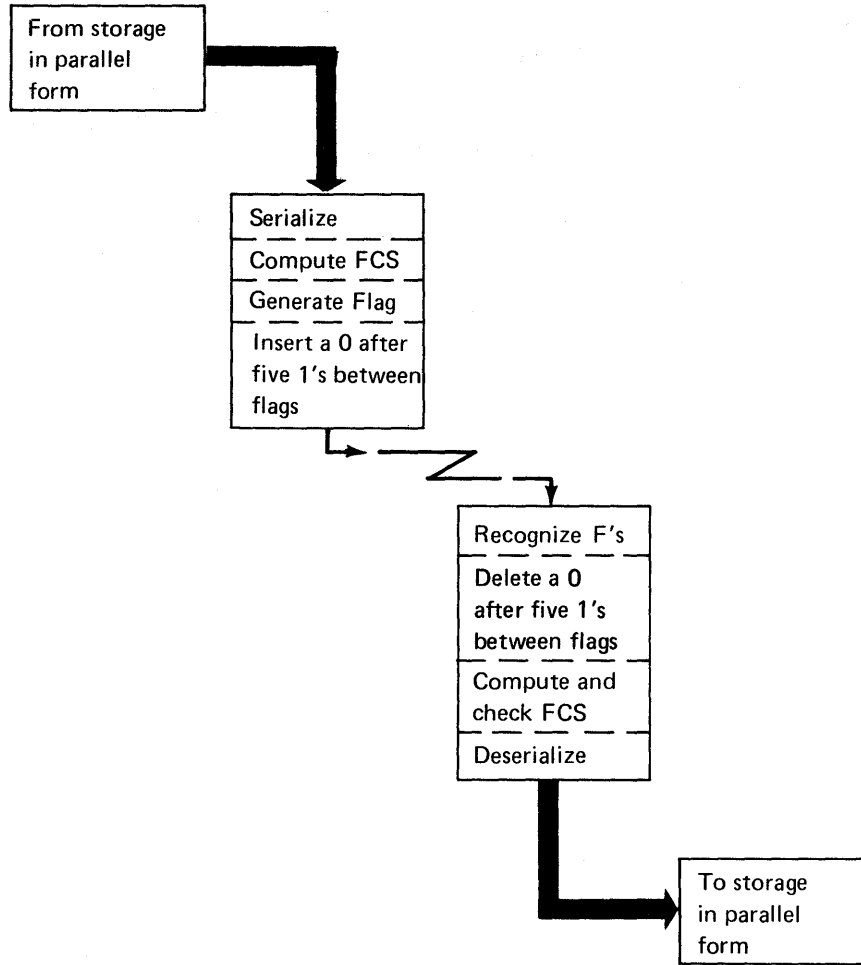 From storage
in parallel
form
Serialize
Compute FCS
Generate Flag
Insert a 0 after
five 1's between
flags
Recognize F's
Delete a 0
after five 1's
between flags
Compute and
check FCS
Deserialize
To storage
in parallel
form